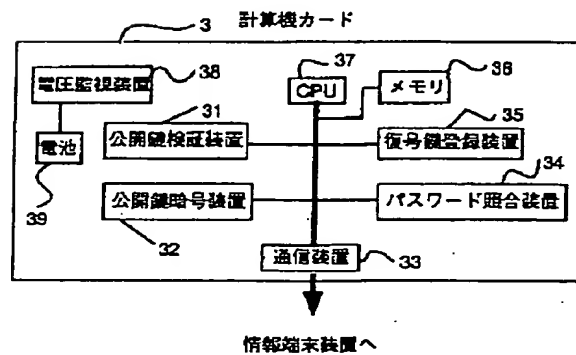 計算機カード
3
電圧監視装置
38
37
CPU
メモリ
36
31
公開鍵検証装置
35
復号鍵登録装置
電池
39
公開鍵暗号装置
32
34
パスワード照合装置
通信装置
33
情報端末装置へ